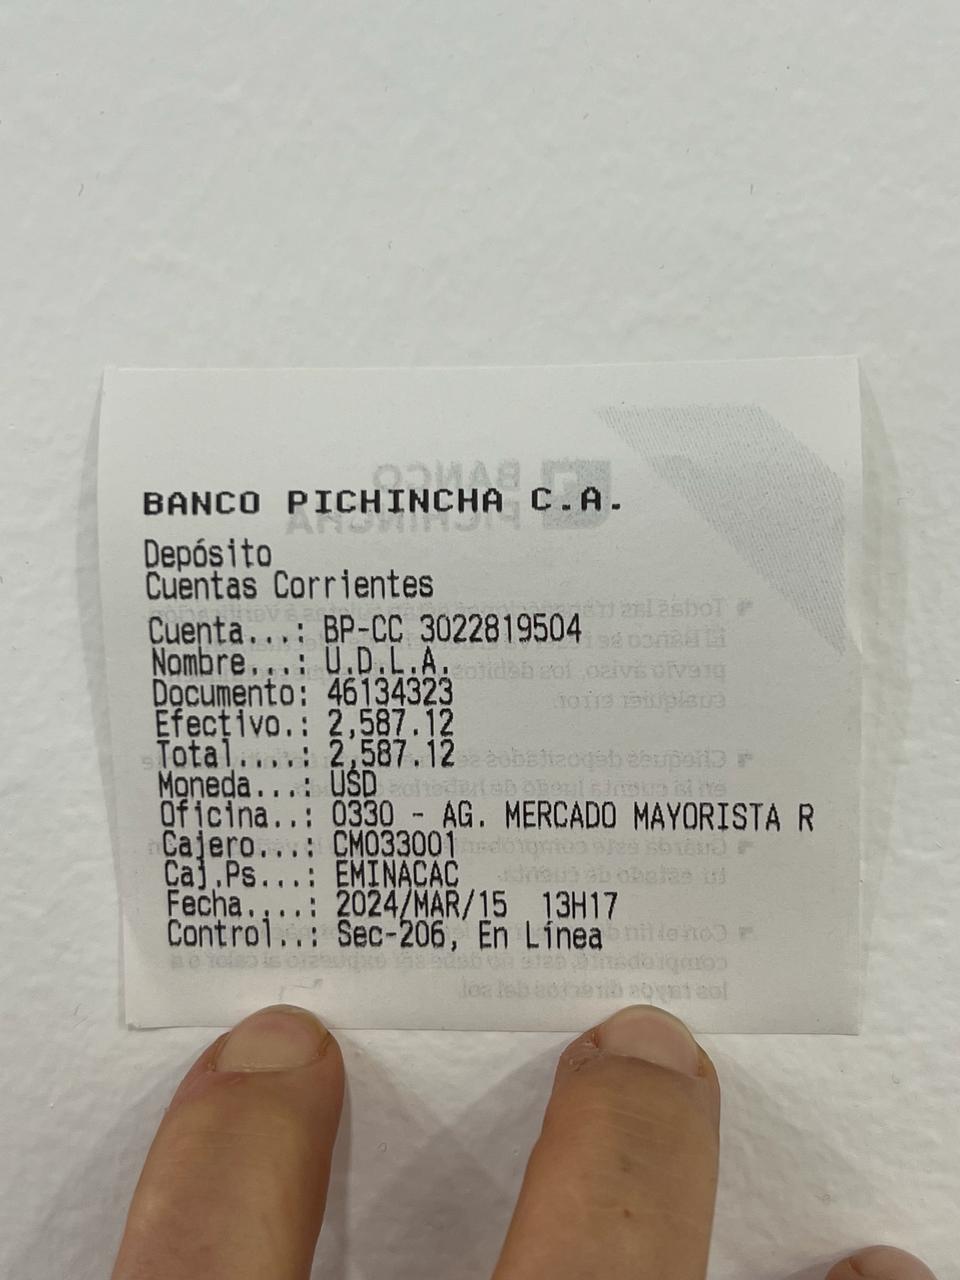 BANCO PICHINCHA C.A.
Depósito
Cuentas Corrientes
Cuenta...: BP-CC 3022819504
Nombre...: U.D.L.A.
Documento: 46134323
Efectivo.: 2,587.12
Total....: 2,587.12
Moneda...: USD
Oficina..: 0330 - AG. MERCADO MAYORISTA R
Cajero...: CM033001
Caj.Ps...: EMINACAC
Fecha....: 2024/MAR/15 13H17
Control..: Sec-206, En Línea